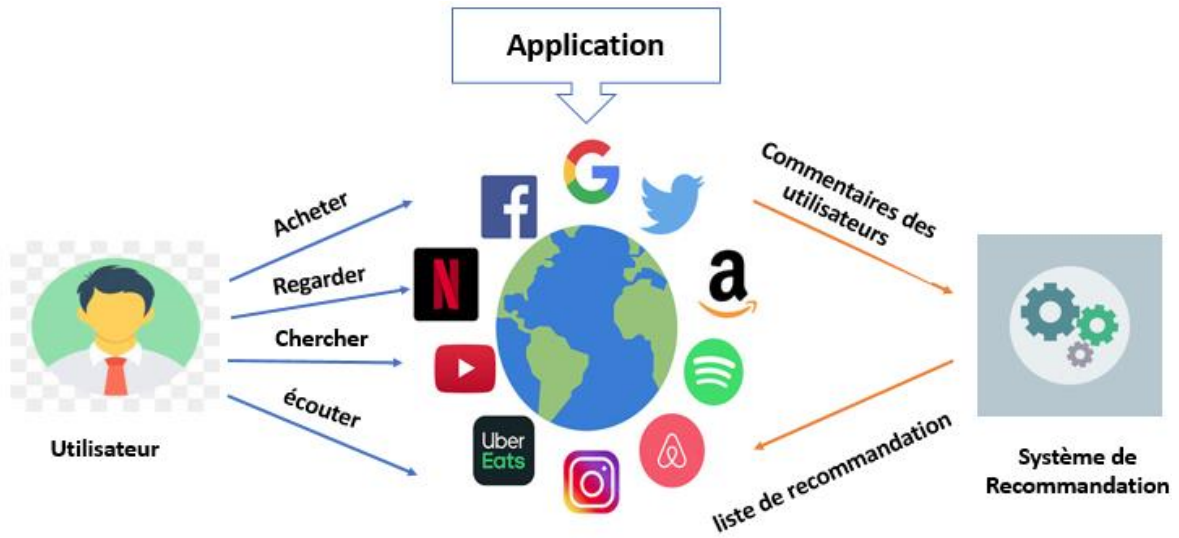 Application
Acheter
Regarder
Chercher
écouter
Utilisateur
N
a
Uber
Eats
Commentaires des
utilisateurs
liste de recommandation
Système de
Recommandation